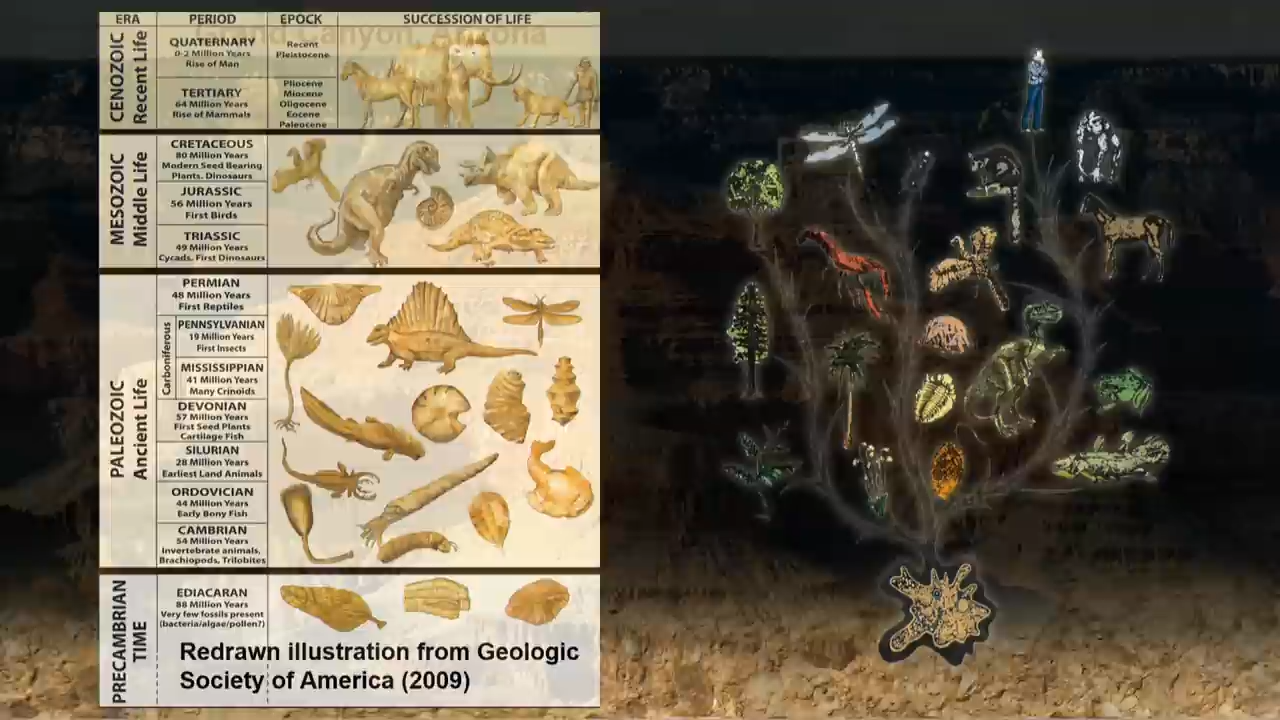 ERA PERIOD EPOCK SUCCESSION OF LIFE
Grand Canyon, Arizona
CENOZOIC
Recent Life
QUATERNARY
0-2 Million Years
Rise of Man
Recent
Pleistocene
TERTIARY
64 Million Years
Rise of Mammals
Pliocene
Miocene
Oligocene
Eocene
Paleocene
MESOZOIC
Middle Life
CRETACEOUS
80 Million Years
Modern Seed Bearing
Plants. Dinosaurs
JURASSIC
56 Million Years
First Birds
TRIASSIC
49 Million Years
Cycads, First Dinosaurs
PALEOZOIC
Ancient Life
PERMIAN
48 Million Years
First Reptiles
Carboniferous
PENNSYLVANIAN
19 Million Years
First Insects
MISSISSIPPIAN
41 Million Years
Many Crinoids
DEVONIAN
57 Million Years
First Seed Plants
Cartilage Fish
SILURIAN
28 Million Years
Earliest Land Animals
ORDOVICIAN
44 Million Years
Early Bony Fish
CAMBRIAN
54 Million Years
Invertebrate animals,
Brachiopods, Trilobites
PRECAMBRIAN
TIME
EDIACARAN
88 Million Years
Very few fossils present
(bacteria/algae/pollen?)
Redrawn illustration from Geologic
Society of America (2009)